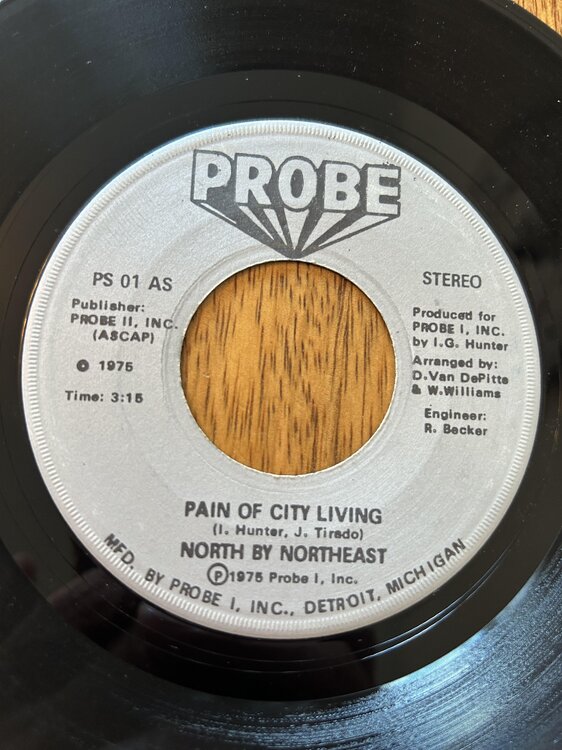 PROBE
PS 01 AS
STEREO
Publisher:
PROBE II, INC.
(ASCAP)
© 1975
Time: 3:15
Produced for
PROBE I, INC.
by I.G. Hunter
Arranged by:
D.Van DePitte
& W.Williams
Engineer:
R. Becker
PAIN OF CITY LIVING
(I. Hunter, J. Tirado)
NORTH BY NORTHEAST
℗1975 Probe I, Inc.
MFD. BY PROBE I, INC., DETROIT, MICHIGAN